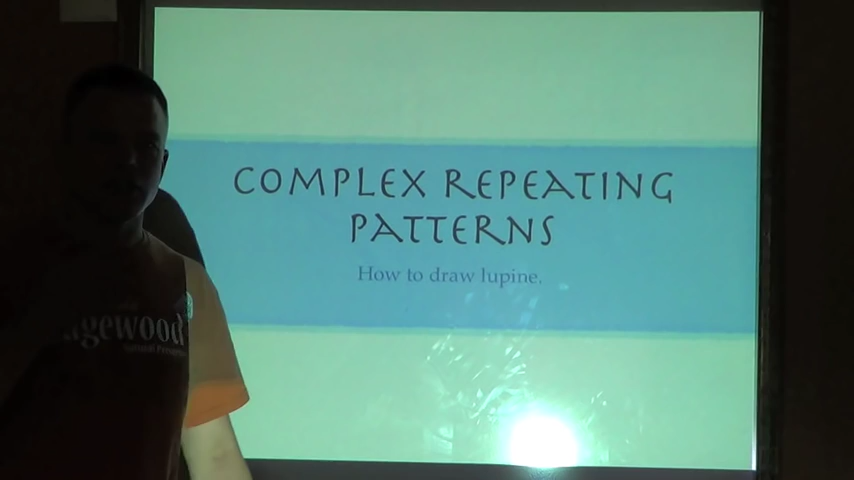 COMPLEX REPEATING
PATTERNS
How to draw lupine.